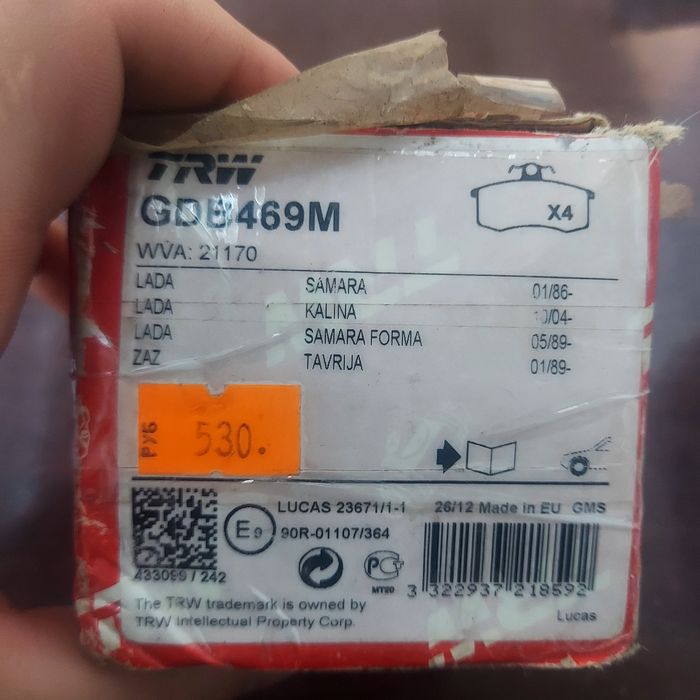 TRW
GDB469M
X4
WVA: 21170
LADA SAMARA 01/86-
LADA KALINA 10/04-
LADA SAMARA FORMA 05/89-
ZAZ TAVRIJA 01/89-
РУБ 530.
LUCAS 23671/1-1 26/12 Made in EU GMS
E9 90R-01107/364
433099 / 242
РСТ
MT20
3 322937 218592
The TRW trademark is owned by
TRW Intellectual Property Corp.
Lucas